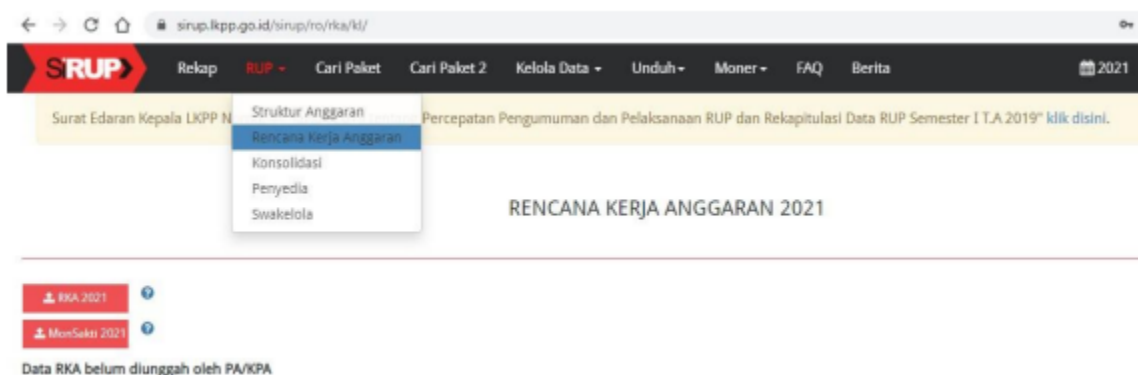 sirup.lkpp.go.id/sirup/ro/rka/kl/
SiRUP Rekap RUP Cari Paket Cari Paket 2 Kelola Data Unduh Moner FAQ Berita 2021
Surat Edaran Kepala LKPP N Percepatan Pengumuman dan Pelaksanaan RUP dan Rekapitulasi Data RUP Semester I T.A 2019" klik disini.
Struktur Anggaran
Rencana Kerja Anggaran
Konsolidasi
Penyedia
Swakelola
RENCANA KERJA ANGGARAN 2021
RKA 2021
MonSakti 2021
Data RKA belum diunggah oleh PA/KPA